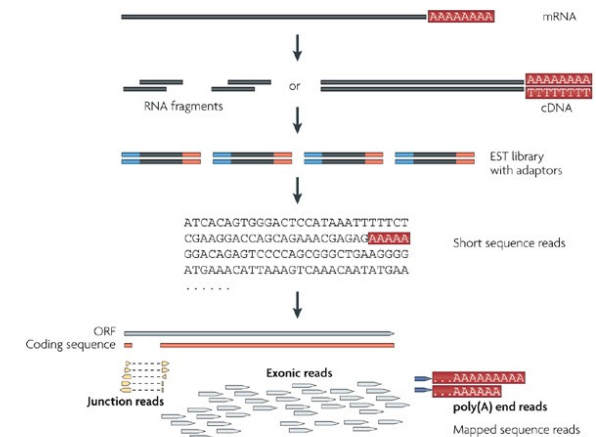 AAAAAAAA mRNA
or
AAAAAAAA
TTTTTTTT
RNA fragments
cDNA
EST library
with adaptors
ATCACAGTGGGACTCCATAAATTTTTCT
CGAAGGACCAGCAGAAACGAGAGAAAAA
GGACAGAGTCCCCAGCGGGCTGAAGGGG
ATGAAACATTAAAGTCAAACAATATGAA
......
Short sequence reads
ORF
Coding sequence
Junction reads
Exonic reads
...AAAAAAAAA
...AAAAAA
poly(A) end reads
Mapped sequence reads